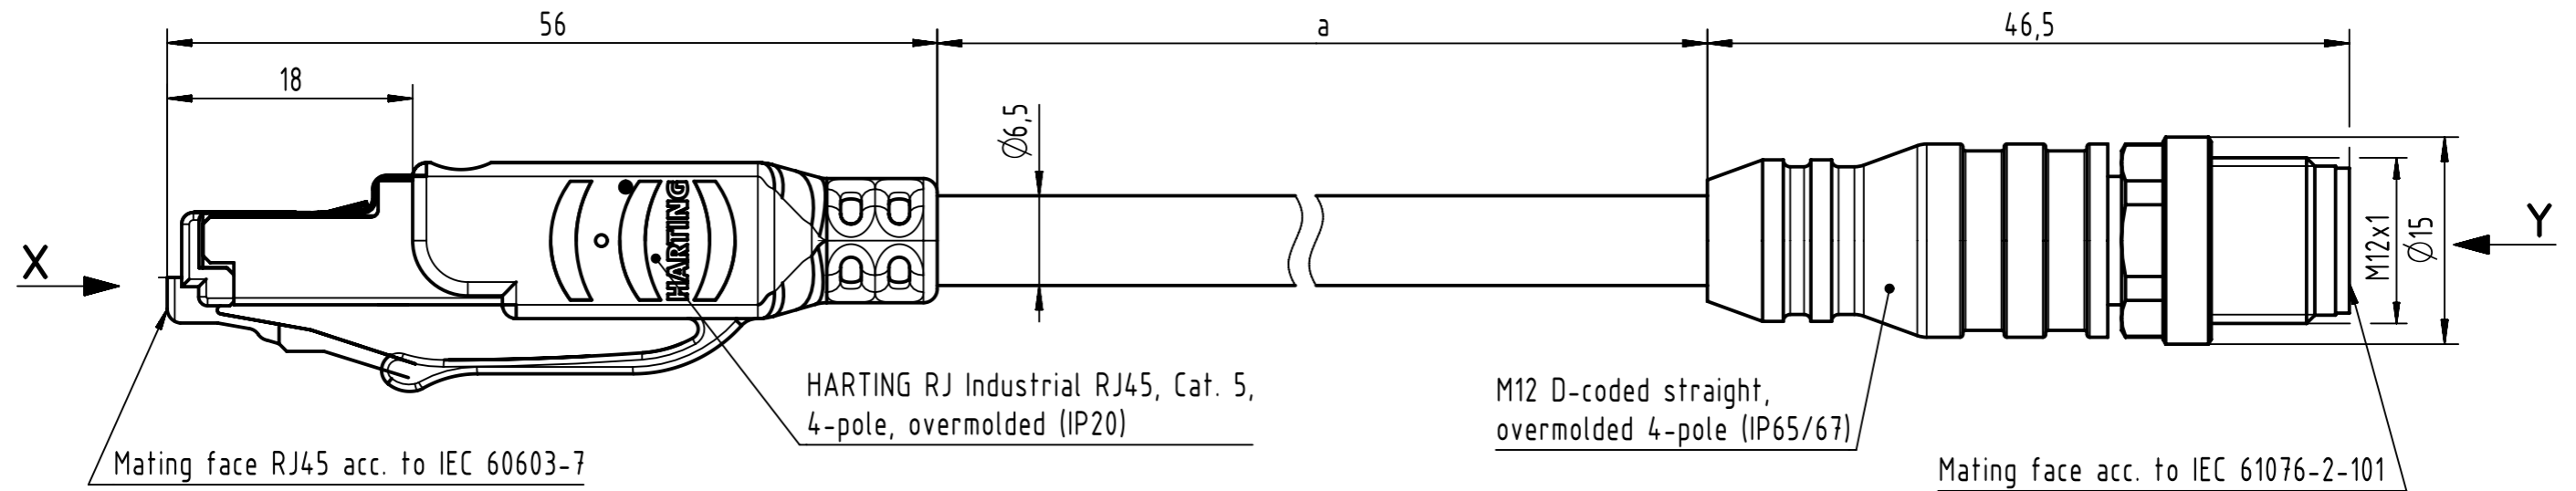 56
a
46,5
18
Ø6,5
HARTING
M12x1
Ø15
X
Y
HARTING RJ Industrial RJ45, Cat. 5,
4-pole, overmolded (IP20)
M12 D-coded straight,
overmolded 4-pole (IP65/67)
Mating face RJ45 acc. to IEC 60603-7
Mating face acc. to IEC 61076-2-101